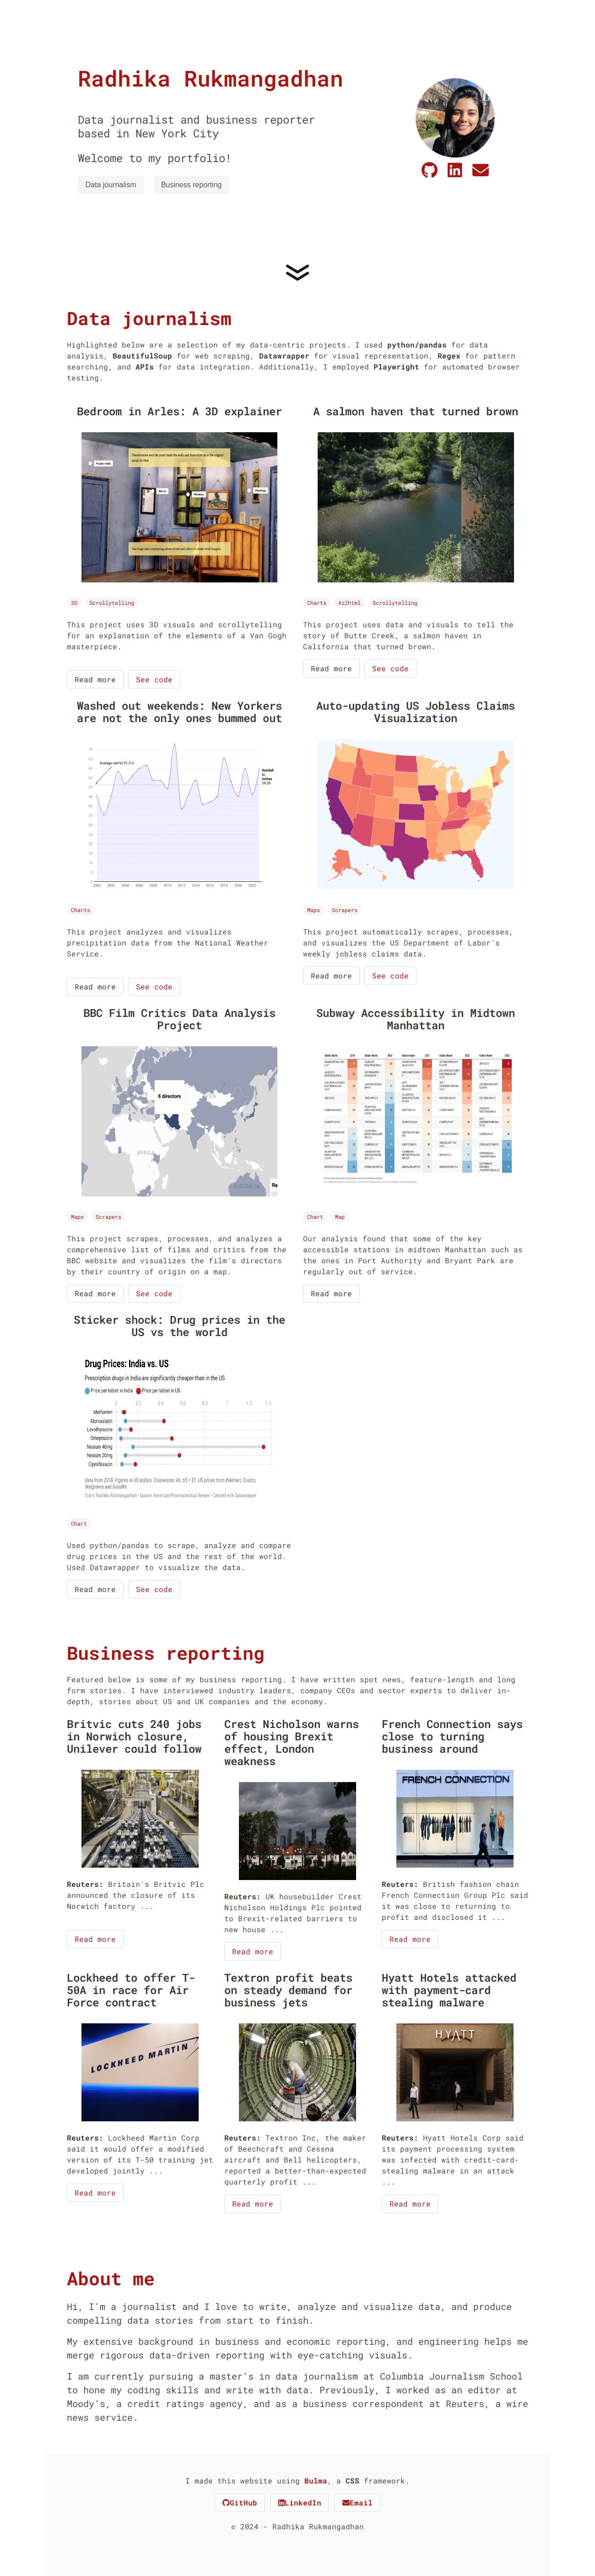 Radhika Rukmangadhan
Data journalist and business reporter
based in New York City
Welcome to my portfolio!
Data journalism
Business reporting
Data journalism
Highlighted below are a selection of my data-centric projects. I used python/pandas for data
analysis, BeautifulSoup for web scraping, Datawrapper for visual representation, Regex for pattern
searching, and APIs for data integration. Additionally, I employed Playwright for automated browser
testing.
Bedroom in Arles: A 3D explainer
3D
Scrollytelling
This project uses 3D visuals and scrollytelling
for an explanation of the elements of a Van Gogh
masterpiece.
Read more
See code
A salmon haven that turned brown
Charts
Ai2html
Scrollytelling
This project uses data and visuals to tell the
story of Butte Creek, a salmon haven in
California that turned brown.
Read more
See code
Washed out weekends: New Yorkers
are not the only ones bummed out
Charts
This project analyzes and visualizes
precipitation data from the National Weather
Service.
Read more
See code
Auto-updating US Jobless Claims
Visualization
Maps
Scrapers
This project automatically scrapes, processes,
and visualizes the US Department of Labor's
weekly jobless claims data.
Read more
See code
BBC Film Critics Data Analysis
Project
6 directors
AFRICA
Maps
Scrapers
This project scrapes, processes, and analyzes a
comprehensive list of films and critics from the
BBC website and visualizes the film's directors
by their country of origin on a map.
Read more
See code
Subway Accessibility in Midtown
Manhattan
Chart
Map
Our analysis found that some of the key
accessible stations in midtown Manhattan such as
the ones in Port Authority and Bryant Park are
regularly out of service.
Read more
Sticker shock: Drug prices in the
US vs the world
Drug Prices: India vs. US
Prescription drugs in India are significantly cheaper than in the US
Price per tablet in India
Price per tablet in US
0 0.2 0.4 0.6 0.8 1 1.2 1.4
Metformin
Atorvastatin
Levothyroxine
Omeprazole
Nexium 40mg
Nexium 20mg
Ciprofloxacin
Chart
Used python/pandas to scrape, analyze and compare
drug prices in the US and the rest of the world.
Used Datawrapper to visualize the data.
Read more
See code
Business reporting
Featured below is some of my business reporting. I have written spot news, feature-length and long
form stories. I have interviewed industry leaders, company CEOs and sector experts to deliver in-
depth, stories about US and UK companies and the economy.
Britvic cuts 240 jobs
in Norwich closure,
Unilever could follow
Reuters: Britain's Britvic Plc
announced the closure of its
Norwich factory ...
Read more
Crest Nicholson warns
of housing Brexit
effect, London
weakness
Reuters: UK housebuilder Crest
Nicholson Holdings Plc pointed
to Brexit-related barriers to
new house ...
Read more
French Connection says
close to turning
business around
FRENCH CONNECTION
Reuters: British fashion chain
French Connection Group Plc said
it was close to returning to
profit and disclosed it ...
Read more
Lockheed to offer T-
50A in race for Air
Force contract
LOCKHEED MARTIN
Reuters: Lockheed Martin Corp
said it would offer a modified
version of its T-50 training jet
developed jointly ...
Read more
Textron profit beats
on steady demand for
business jets
Reuters: Textron Inc, the maker
of Beechcraft and Cessna
aircraft and Bell helicopters,
reported a better-than-expected
quarterly profit ...
Read more
Hyatt Hotels attacked
with payment-card
stealing malware
HYATT
Reuters: Hyatt Hotels Corp said
its payment processing system
was infected with credit-card-
stealing malware in an attack
...
Read more
About me
Hi, I'm a journalist and I love to write, analyze and visualize data, and produce
compelling data stories from start to finish.
My extensive background in business and economic reporting, and engineering helps me
merge rigorous data-driven reporting with eye-catching visuals.
I am currently pursuing a master's in data journalism at Columbia Journalism School
to hone my coding skills and write with data. Previously, I worked as an editor at
Moody's, a credit ratings agency, and as a business correspondent at Reuters, a wire
news service.
I made this website using Bulma, a CSS framework.
GitHub
LinkedIn
Email
© 2024 - Radhika Rukmangadhan